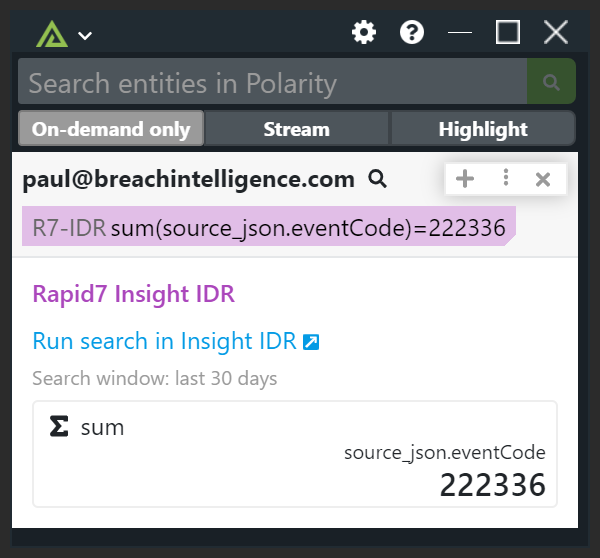 Search entities in Polarity
On-demand only Stream Highlight
paul@breachintelligence.com
R7-IDR sum(source_json.eventCode)=222336
Rapid7 Insight IDR
Run search in Insight IDR
Search window: last 30 days
Σ sum
source_json.eventCode
222336